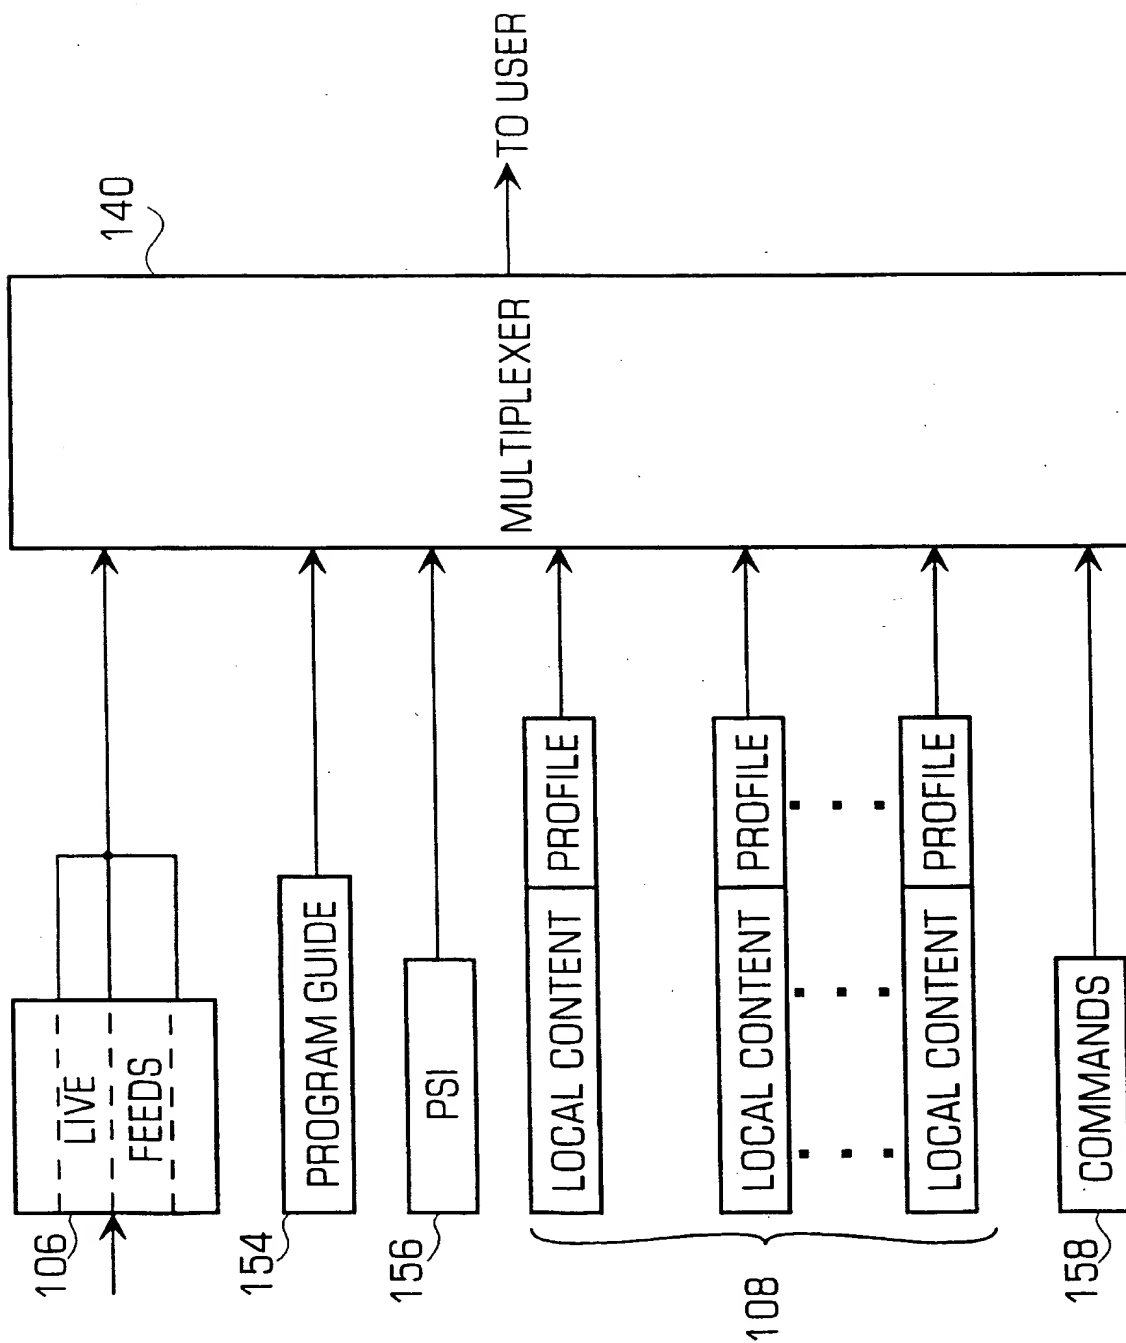 106
LIVE
FEEDS
154
PROGRAM GUIDE
156
PSI
108
LOCAL CONTENT PROFILE
LOCAL CONTENT PROFILE
LOCAL CONTENT PROFILE
158
COMMANDS
MULTIPLEXER
140
TO USER